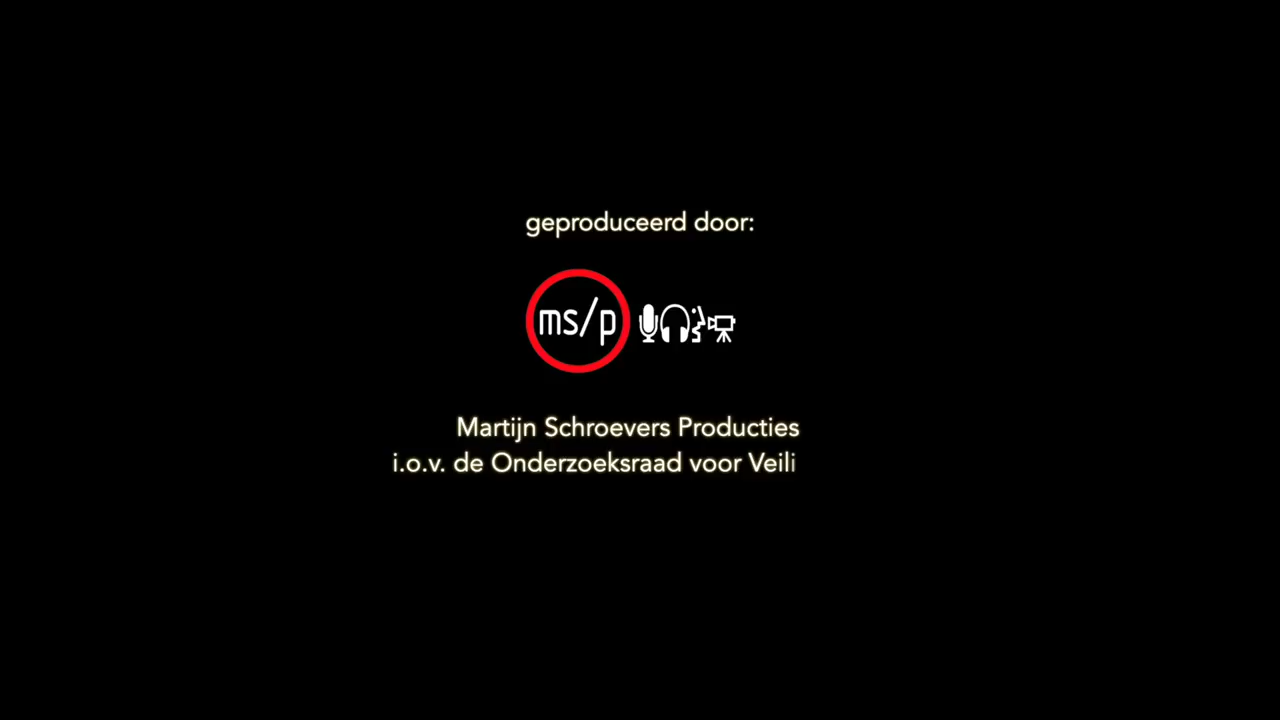 geproduceerd door:
ms/p
Martijn Schroevers Producties
i.o.v. de Onderzoeksraad voor Veili